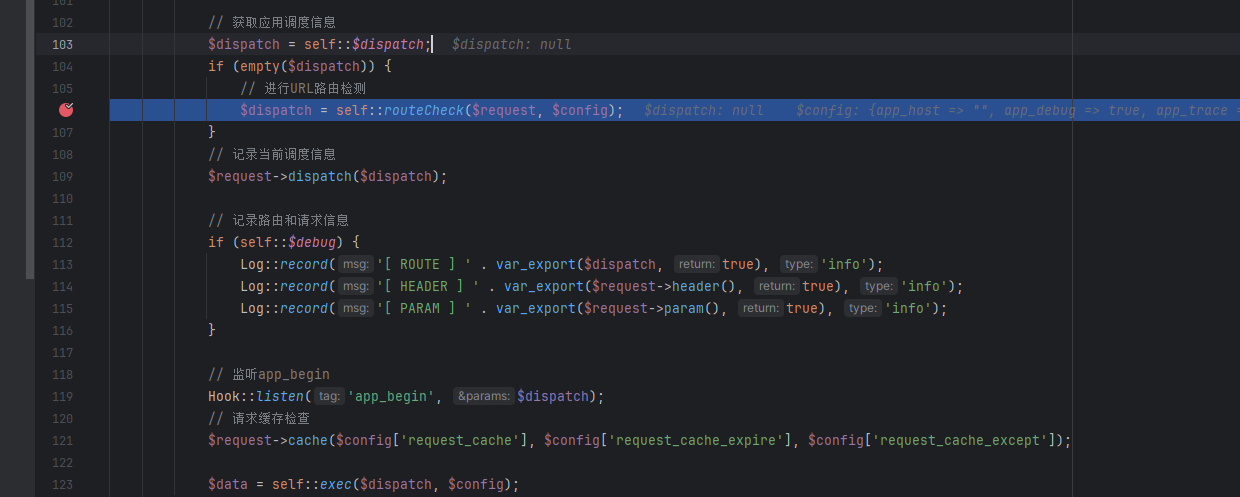 101
102 // 获取应用调度信息
103 $dispatch = self::$dispatch; $dispatch: null
104 if (empty($dispatch)) {
105 // 进行URL路由检测
$dispatch = self::routeCheck($request, $config); $dispatch: null $config: {app_host => "", app_debug => true, app_trace =
107 }
108 // 记录当前调度信息
109 $request->dispatch($dispatch);
110
111 // 记录路由和请求信息
112 if (self::$debug) {
113 Log::record( msg: '[ ROUTE ] ' . var_export($dispatch, return: true), type: 'info');
114 Log::record( msg: '[ HEADER ] ' . var_export($request->header(), return: true), type: 'info');
115 Log::record( msg: '[ PARAM ] ' . var_export($request->param(), return: true), type: 'info');
116 }
117
118 // 监听app_begin
119 Hook::listen( tag: 'app_begin', &params: $dispatch);
120 // 请求缓存检查
121 $request->cache($config['request_cache'], $config['request_cache_expire'], $config['request_cache_except']);
122
123 $data = self::exec($dispatch, $config);